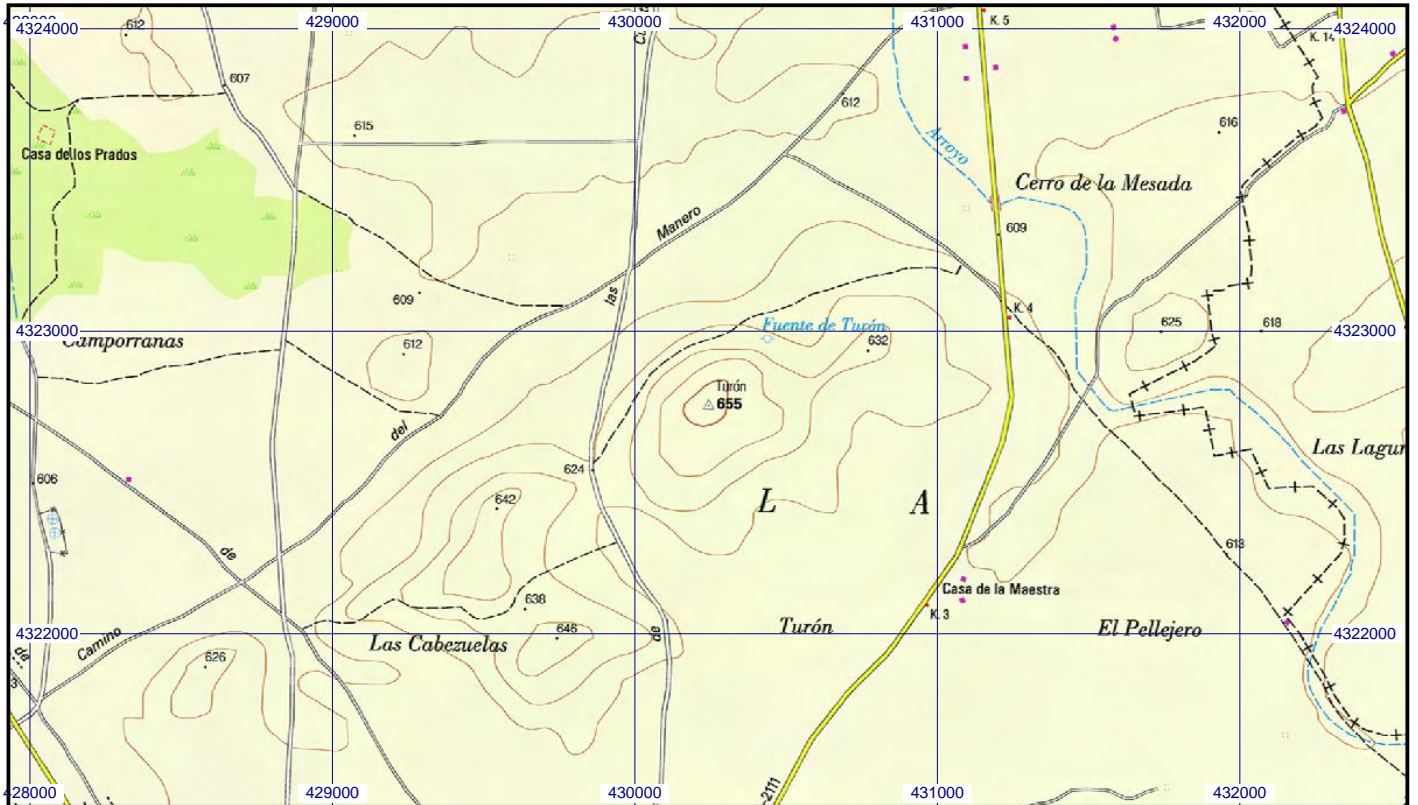 429000
430000
431000
432000
4324000
4324000
612
K. 5
K. 14
607
612
615
616
Arroyo
Casa de los Prados
Cerro de la Mesada
Manero
609
609
las
K. 4
4323000
Fuente de Turón
625
618
4323000
Camporranas
612
632
Turón
655
del
Las Lagun
624
606
642
L A
de
613
Casa de la Maestra
638
K. 3
4322000
Camino
Las Cabezuelas
646
de
Turón
El Pellejero
4322000
de
626
3
-2111
428000
429000
430000
431000
432000